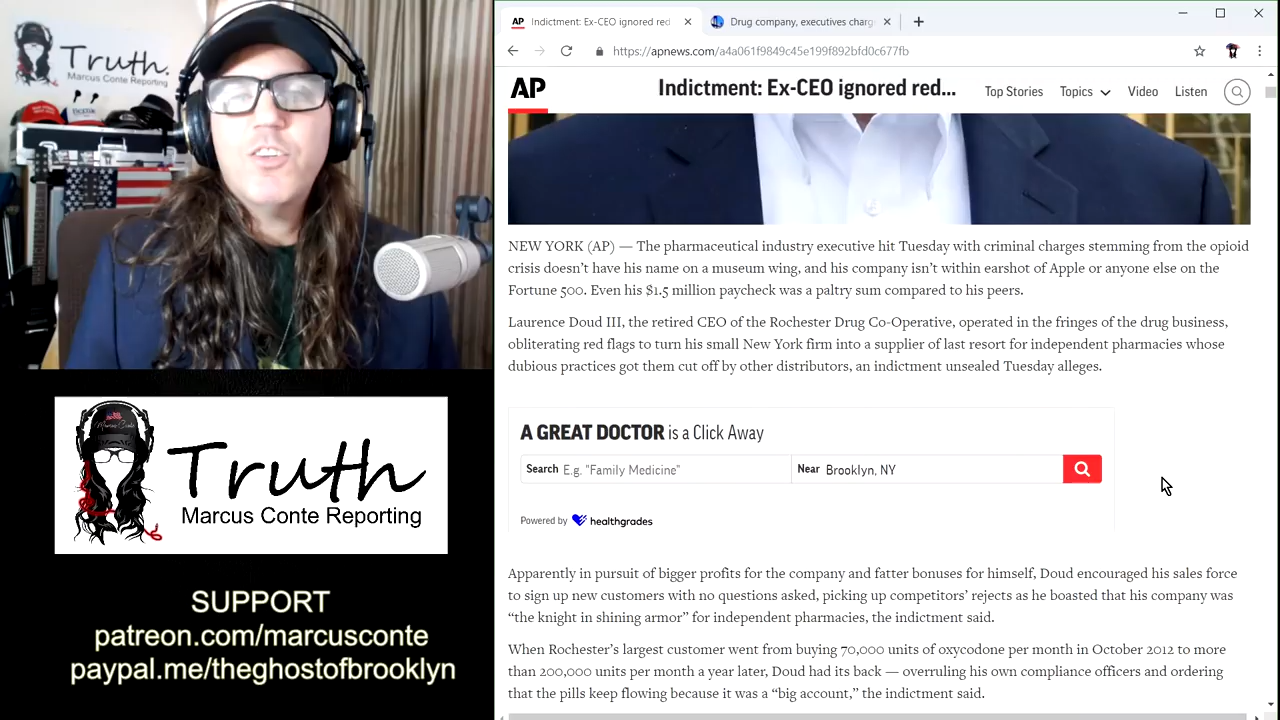 Truth.
Marcus Conte Reporting
Marcus Conte
Truth
Marcus Conte Reporting
SUPPORT
patreon.com/marcusconte
paypal.me/theghostofbrooklyn
AP Indictment: Ex-CEO ignored red
Drug company, executives charg
https://apnews.com/a4a061f9849c45e199f892bfd0c677fb
AP
Indictment: Ex-CEO ignored red...
Top Stories Topics Video Listen
NEW YORK (AP) — The pharmaceutical industry executive hit Tuesday with criminal charges stemming from the opioid
crisis doesn’t have his name on a museum wing, and his company isn’t within earshot of Apple or anyone else on the
Fortune 500. Even his $1.5 million paycheck was a paltry sum compared to his peers.
Laurence Doud III, the retired CEO of the Rochester Drug Co-Operative, operated in the fringes of the drug business,
obliterating red flags to turn his small New York firm into a supplier of last resort for independent pharmacies whose
dubious practices got them cut off by other distributors, an indictment unsealed Tuesday alleges.
A GREAT DOCTOR is a Click Away
Search E.g. "Family Medicine" Near Brooklyn, NY
Powered by healthgrades
Apparently in pursuit of bigger profits for the company and fatter bonuses for himself, Doud encouraged his sales force
to sign up new customers with no questions asked, picking up competitors’ rejects as he boasted that his company was
“the knight in shining armor” for independent pharmacies, the indictment said.
When Rochester’s largest customer went from buying 70,000 units of oxycodone per month in October 2012 to more
than 200,000 units per month a year later, Doud had its back — overruling his own compliance officers and ordering
that the pills keep flowing because it was a “big account,” the indictment said.